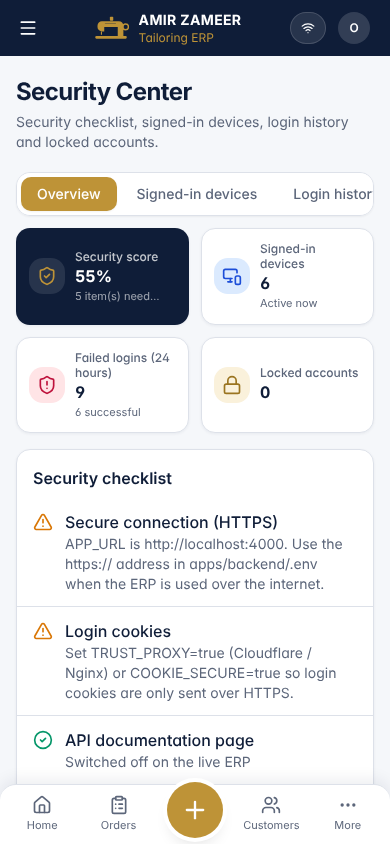 AMIR ZAMEER
Tailoring ERP
O
Security Center
Security checklist, signed-in devices, login history
and locked accounts.
Overview
Signed-in devices
Login histor
Security score
55%
5 item(s) need...
Signed-in
devices
6
Active now
Failed logins (24
hours)
9
6 successful
Locked accounts
0
Security checklist
Secure connection (HTTPS)
APP_URL is http://localhost:4000. Use the
https:// address in apps/backend/.env
when the ERP is used over the internet.
Login cookies
Set TRUST_PROXY=true (Cloudflare /
Nginx) or COOKIE_SECURE=true so login
cookies are only sent over HTTPS.
API documentation page
Switched off on the live ERP
Home
Orders
Customers
More